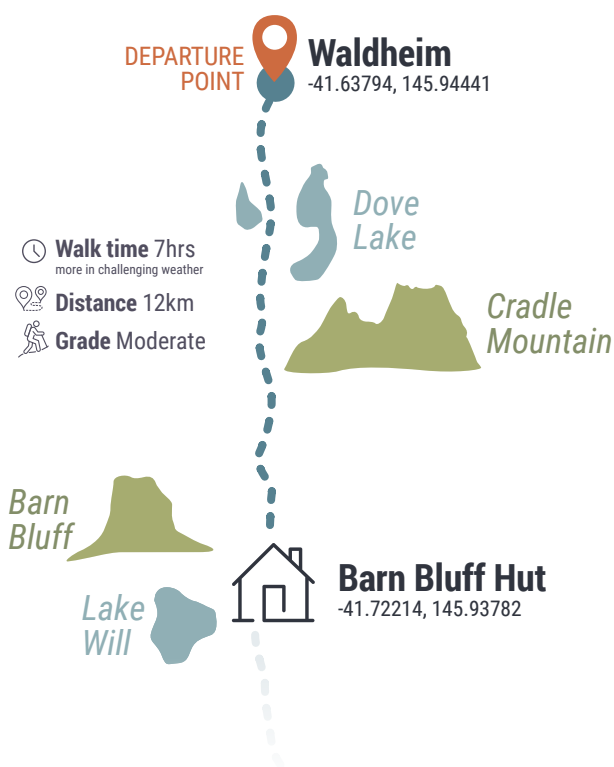 DEPARTURE
POINT
Waldheim
-41.63794, 145.94441
Dove
Lake
Walk time 7hrs
more in challenging weather
Distance 12km
Grade Moderate
Cradle
Mountain
Barn
Bluff
Barn Bluff Hut
-41.72214, 145.93782
Lake
Will